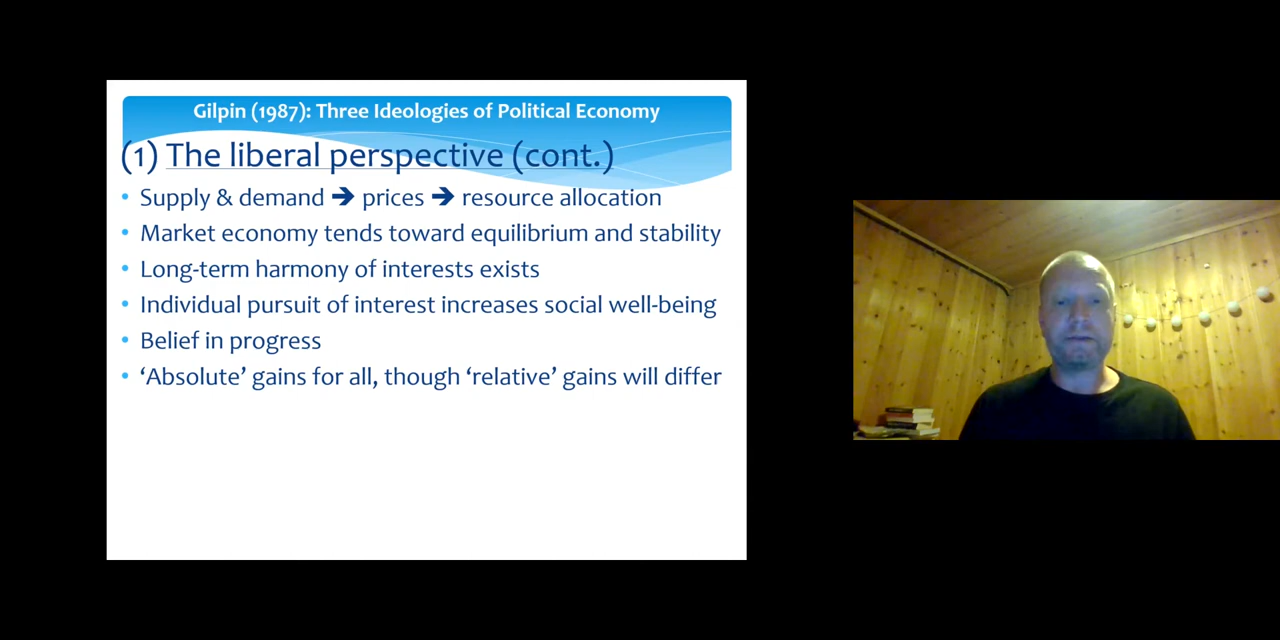 Gilpin (1987): Three Ideologies of Political Economy
(1) The liberal perspective (cont.)
• Supply & demand ➔ prices ➔ resource allocation
• Market economy tends toward equilibrium and stability
• Long-term harmony of interests exists
• Individual pursuit of interest increases social well-being
• Belief in progress
• ‘Absolute’ gains for all, though ‘relative’ gains will differ